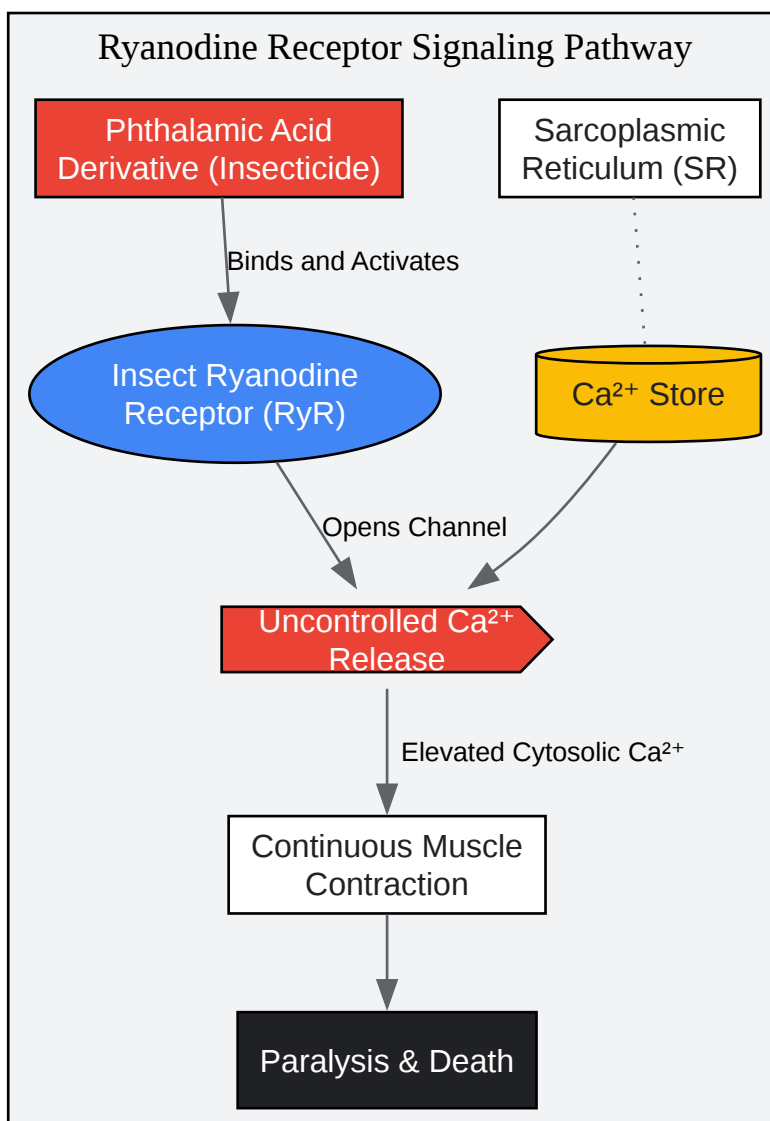 Ryanodine Receptor Signaling Pathway
Phthalamic Acid
Derivative (Insecticide)
Sarcoplasmic
Reticulum (SR)
Binds and Activates
Insect Ryanodine
Receptor (RyR)
Ca²⁺ Store
Opens Channel
Uncontrolled Ca²⁺
Release
Elevated Cytosolic Ca²⁺
Continuous Muscle
Contraction
Paralysis & Death